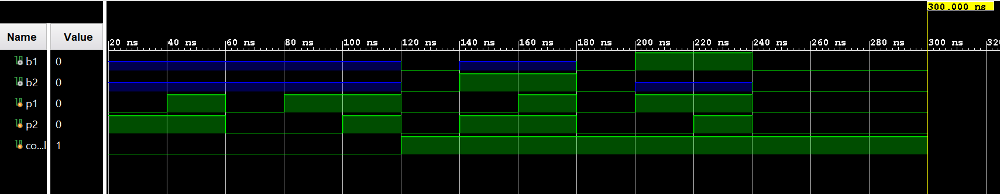 300.000 ns
Name Value
20 ns 40 ns 60 ns 80 ns 100 ns 120 ns 140 ns 160 ns 180 ns 200 ns 220 ns 240 ns 260 ns 280 ns 300 ns 320
b1 0
b2 0
p1 0
p2 0
co...l 1